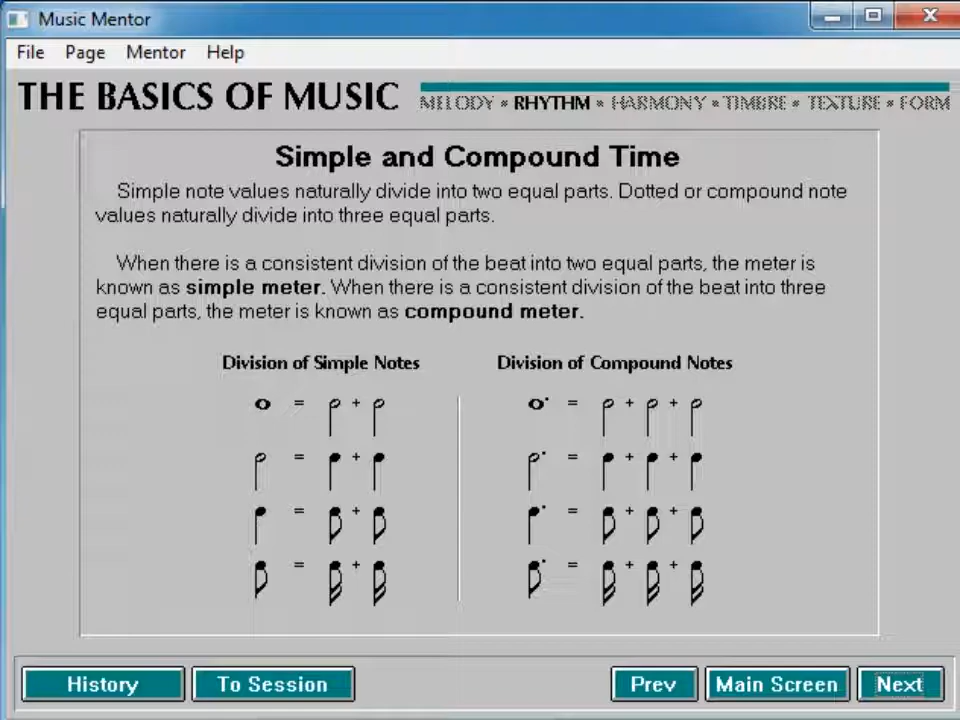 Music Mentor
File Page Mentor Help
THE BASICS OF MUSIC
MELODY • RHYTHM • HARMONY • TIMBRE • TEXTURE • FORM
Simple and Compound Time
Simple note values naturally divide into two equal parts. Dotted or compound note
values naturally divide into three equal parts.
When there is a consistent division of the beat into two equal parts, the meter is
known as simple meter. When there is a consistent division of the beat into three
equal parts, the meter is known as compound meter.
Division of Simple Notes
Division of Compound Notes
History To Session Prev Main Screen Next